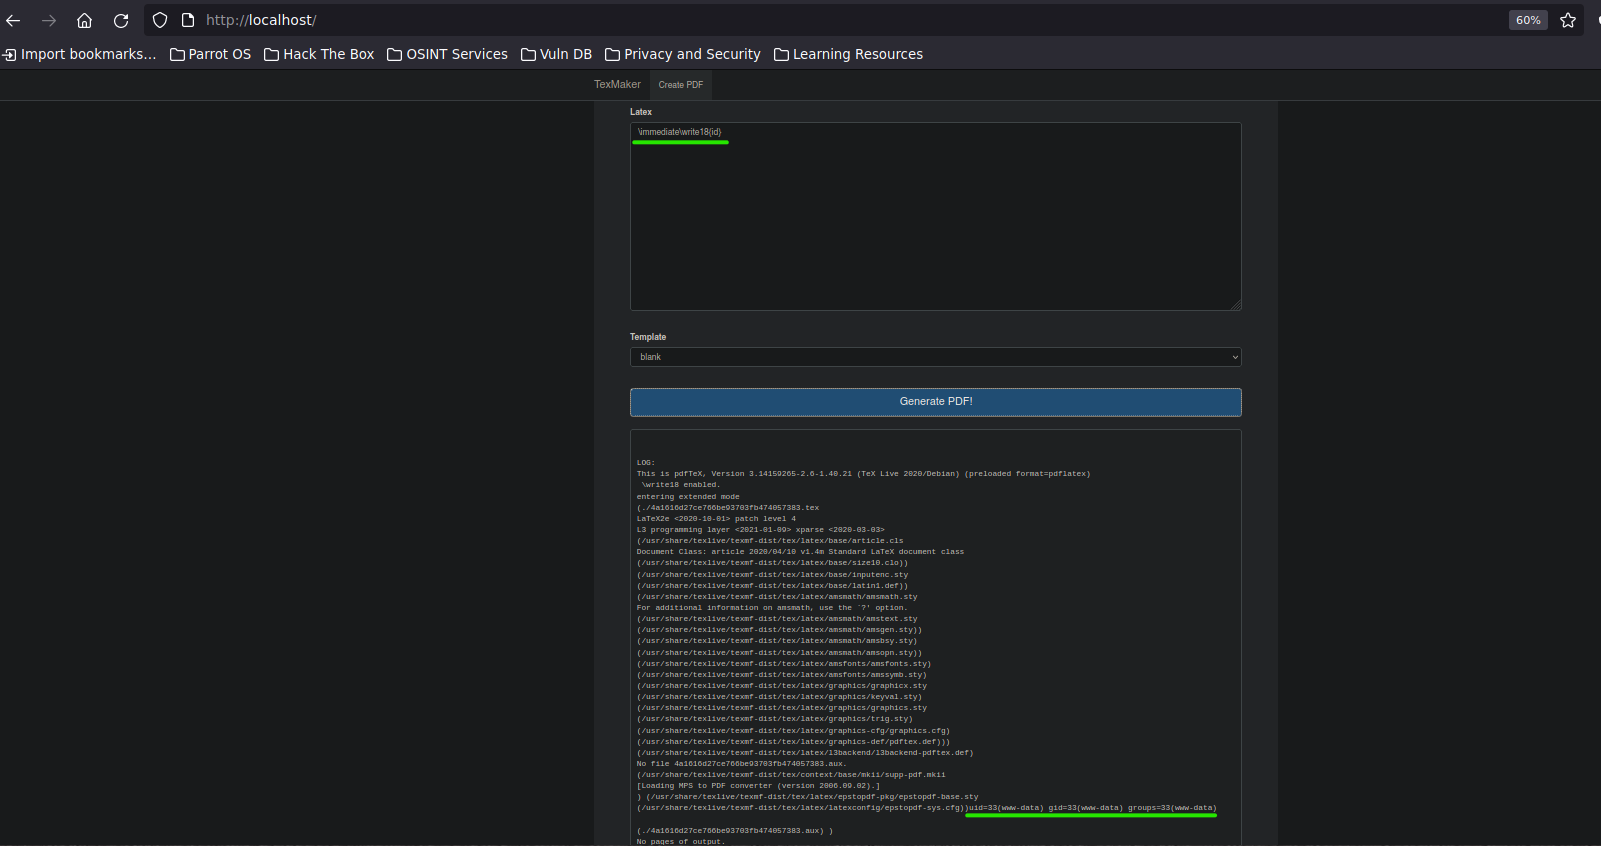 http://localhost/
60%
Import bookmarks...
Parrot OS
Hack The Box
OSINT Services
Vuln DB
Privacy and Security
Learning Resources
TexMaker
Create PDF
Latex
\immediate\write18{id}
Template
blank
Generate PDF!
LOG:
This is pdfTeX, Version 3.14159265-2.6-1.40.21 (TeX Live 2020/Debian) (preloaded format=pdflatex)
\write18 enabled.
entering extended mode
(./4a1616d27ce766be93703fb474057383.tex
LaTeX2e <2020-10-01> patch level 4
L3 programming layer <2021-01-09> xparse <2020-03-03>
(/usr/share/texlive/texmf-dist/tex/latex/base/article.cls
Document Class: article 2020/04/10 v1.4m Standard LaTeX document class
(/usr/share/texlive/texmf-dist/tex/latex/base/size10.clo))
(/usr/share/texlive/texmf-dist/tex/latex/base/inputenc.sty
(/usr/share/texlive/texmf-dist/tex/latex/base/latin1.def))
(/usr/share/texlive/texmf-dist/tex/latex/amsmath/amsmath.sty
For additional information on amsmath, use the `?' option.
(/usr/share/texlive/texmf-dist/tex/latex/amsmath/amstext.sty
(/usr/share/texlive/texmf-dist/tex/latex/amsmath/amsgen.sty))
(/usr/share/texlive/texmf-dist/tex/latex/amsmath/amsbsy.sty)
(/usr/share/texlive/texmf-dist/tex/latex/amsmath/amsopn.sty))
(/usr/share/texlive/texmf-dist/tex/latex/amsfonts/amsfonts.sty)
(/usr/share/texlive/texmf-dist/tex/latex/amsfonts/amssymb.sty)
(/usr/share/texlive/texmf-dist/tex/latex/graphics/graphicx.sty
(/usr/share/texlive/texmf-dist/tex/latex/graphics/keyval.sty)
(/usr/share/texlive/texmf-dist/tex/latex/graphics/graphics.sty
(/usr/share/texlive/texmf-dist/tex/latex/graphics/trig.sty)
(/usr/share/texlive/texmf-dist/tex/latex/graphics-cfg/graphics.cfg)
(/usr/share/texlive/texmf-dist/tex/latex/graphics-def/pdftex.def)))
(/usr/share/texlive/texmf-dist/tex/latex/l3backend/l3backend-pdftex.def)
No file 4a1616d27ce766be93703fb474057383.aux.
(/usr/share/texlive/texmf-dist/tex/context/base/mkii/supp-pdf.mkii
[Loading MPS to PDF converter (version 2006.09.02).]
) (/usr/share/texlive/texmf-dist/tex/latex/epstopdf-pkg/epstopdf-base.sty
(/usr/share/texlive/texmf-dist/tex/latex/latexconfig/epstopdf-sys.cfg))uid=33(www-data) gid=33(www-data) groups=33(www-data)
(./4a1616d27ce766be93703fb474057383.aux) )
No pages of output.